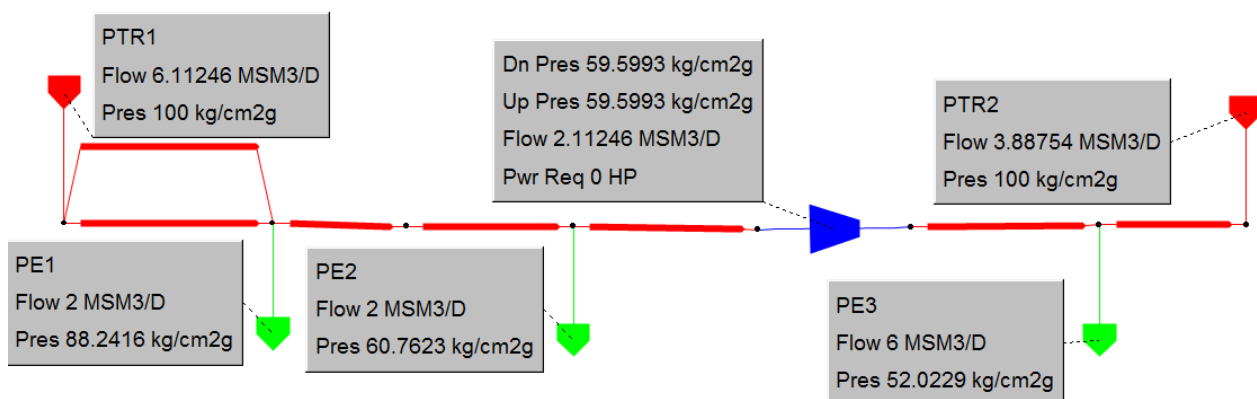 PTR1
Flow 6.11246 MSM3/D
Pres 100 kg/cm2g
Dn Pres 59.5993 kg/cm2g
Up Pres 59.5993 kg/cm2g
Flow 2.11246 MSM3/D
Pwr Req 0 HP
PTR2
Flow 3.88754 MSM3/D
Pres 100 kg/cm2g
PE1
Flow 2 MSM3/D
Pres 88.2416 kg/cm2g
PE2
Flow 2 MSM3/D
Pres 60.7623 kg/cm2g
PE3
Flow 6 MSM3/D
Pres 52.0229 kg/cm2g